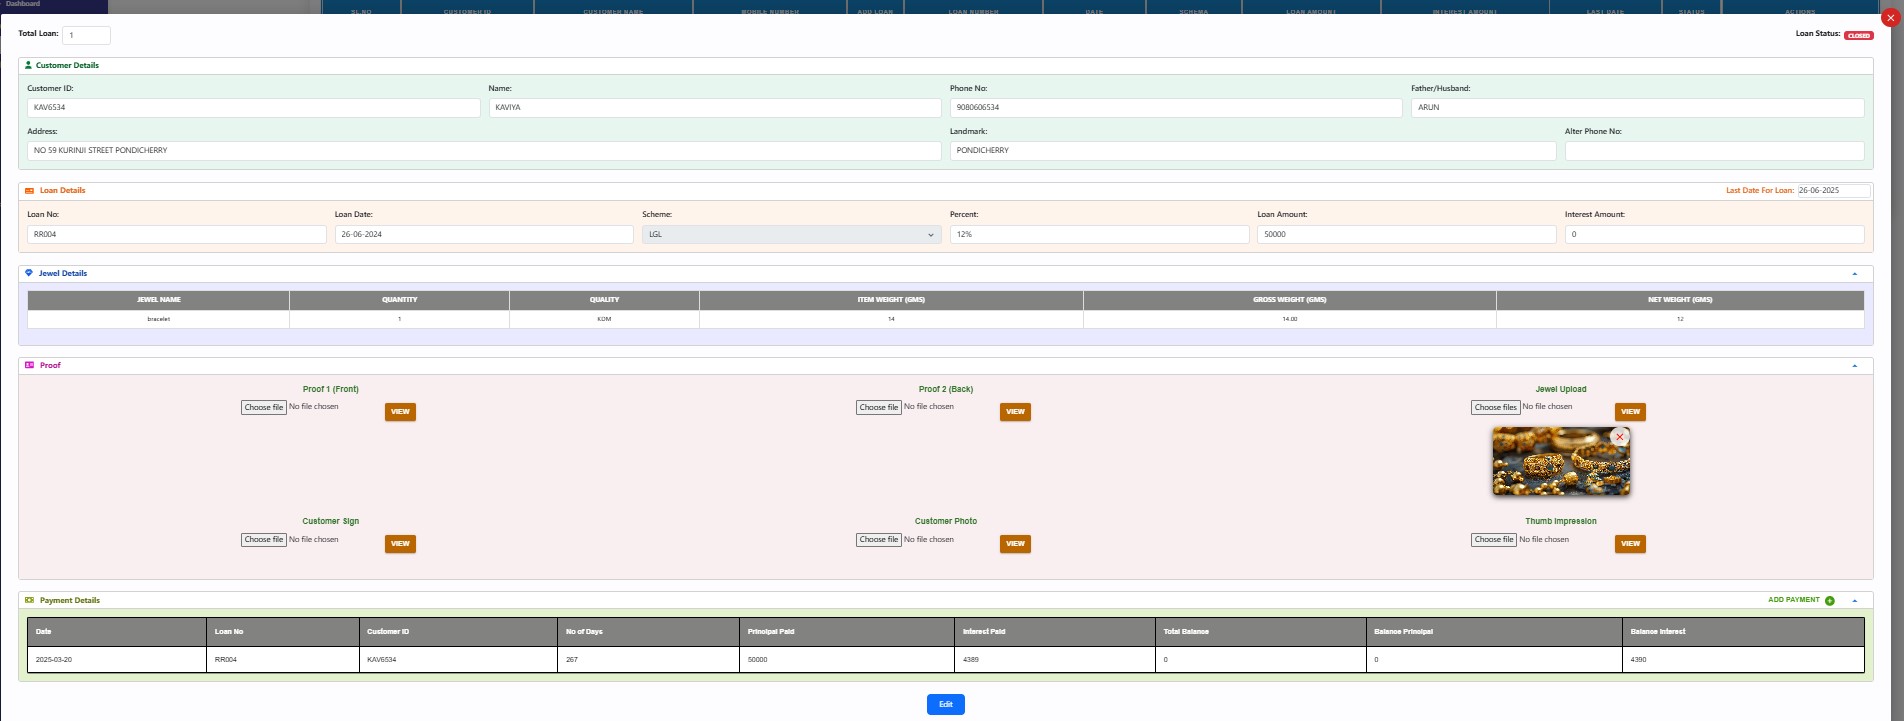 Dashboard
SL.NO CUSTOMER ID CUSTOMER NAME MOBILE NUMBER ADD LOAN LOAN NUMBER DATE SCHEMA LOAN AMOUNT INTEREST AMOUNT LAST DATE STATUS ACTIONS
Total Loan: 1 Loan Status: CLOSED
Customer Details
Customer ID: Name: Phone No: Father/Husband:
KAV6534 KAVIYA 9080606534 ARUN
Address: Landmark: Alter Phone No:
NO 59 KURINJI STREET PONDICHERRY PONDICHERRY
Loan Details Last Date For Loan: 26-06-2025
Loan No: Loan Date: Scheme: Percent: Loan Amount: Interest Amount:
RR004 26-06-2024 LGL 12% 50000 0
Jewel Details
JEWEL NAME QUANTITY QUALITY ITEM WEIGHT (GMS) GROSS WEIGHT (GMS) NET WEIGHT (GMS)
bracelet 1 KDM 14 14.00 12
Proof
Proof 1 (Front) Proof 2 (Back) Jewel Upload
Choose file No file chosen VIEW Choose file No file chosen VIEW Choose files No file chosen VIEW
Customer Sign Customer Photo Thumb Impression
Choose file No file chosen VIEW Choose file No file chosen VIEW Choose file No file chosen VIEW
Payment Details ADD PAYMENT
Date Loan No Customer ID No of Days Principal Paid Interest Paid Total Balance Balance Principal Balance Interest
2025-03-20 RR004 KAV6534 267 50000 4389 0 0 4390
Edit